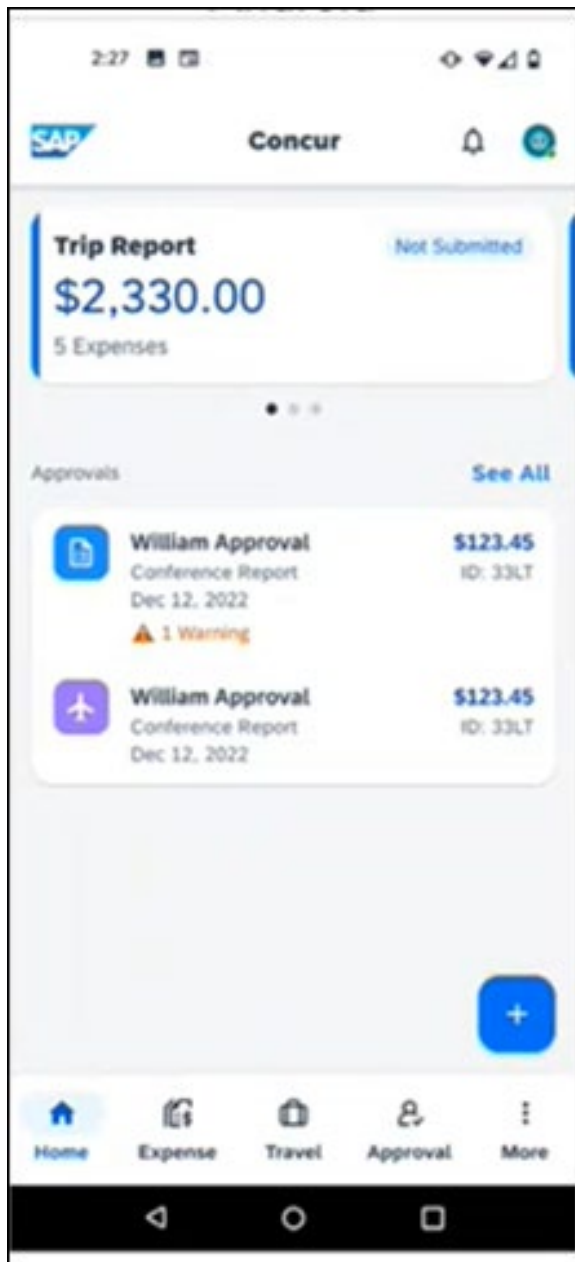 2:27
SAP
Concur
Trip Report
Not Submitted
$2,330.00
5 Expenses
Approvals
See All
William Approval
$123.45
Conference Report
ID: 33LT
Dec 12, 2022
1 Warning
William Approval
$123.45
Conference Report
ID: 33LT
Dec 12, 2022
Home
Expense
Travel
Approval
More